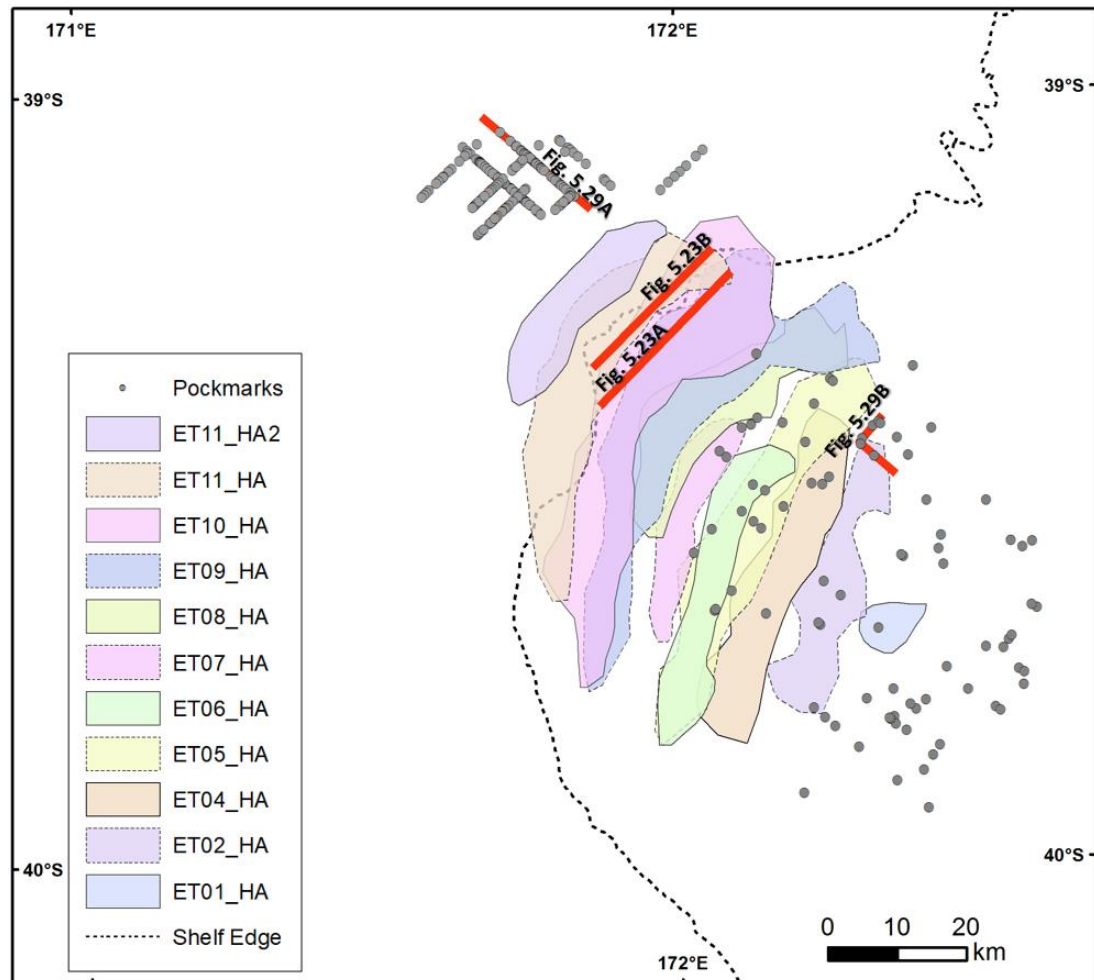 171°E
172°E
39°S
39°S
Fig. 5.29A
Fig. 5.23B
Fig. 5.23A
Fig. 5.29B
Pockmarks
ET11_HA2
ET11_HA
ET10_HA
ET09_HA
ET08_HA
ET07_HA
ET06_HA
ET05_HA
ET04_HA
ET02_HA
ET01_HA
Shelf Edge
40°S
40°S
0 10 20
km
172°E